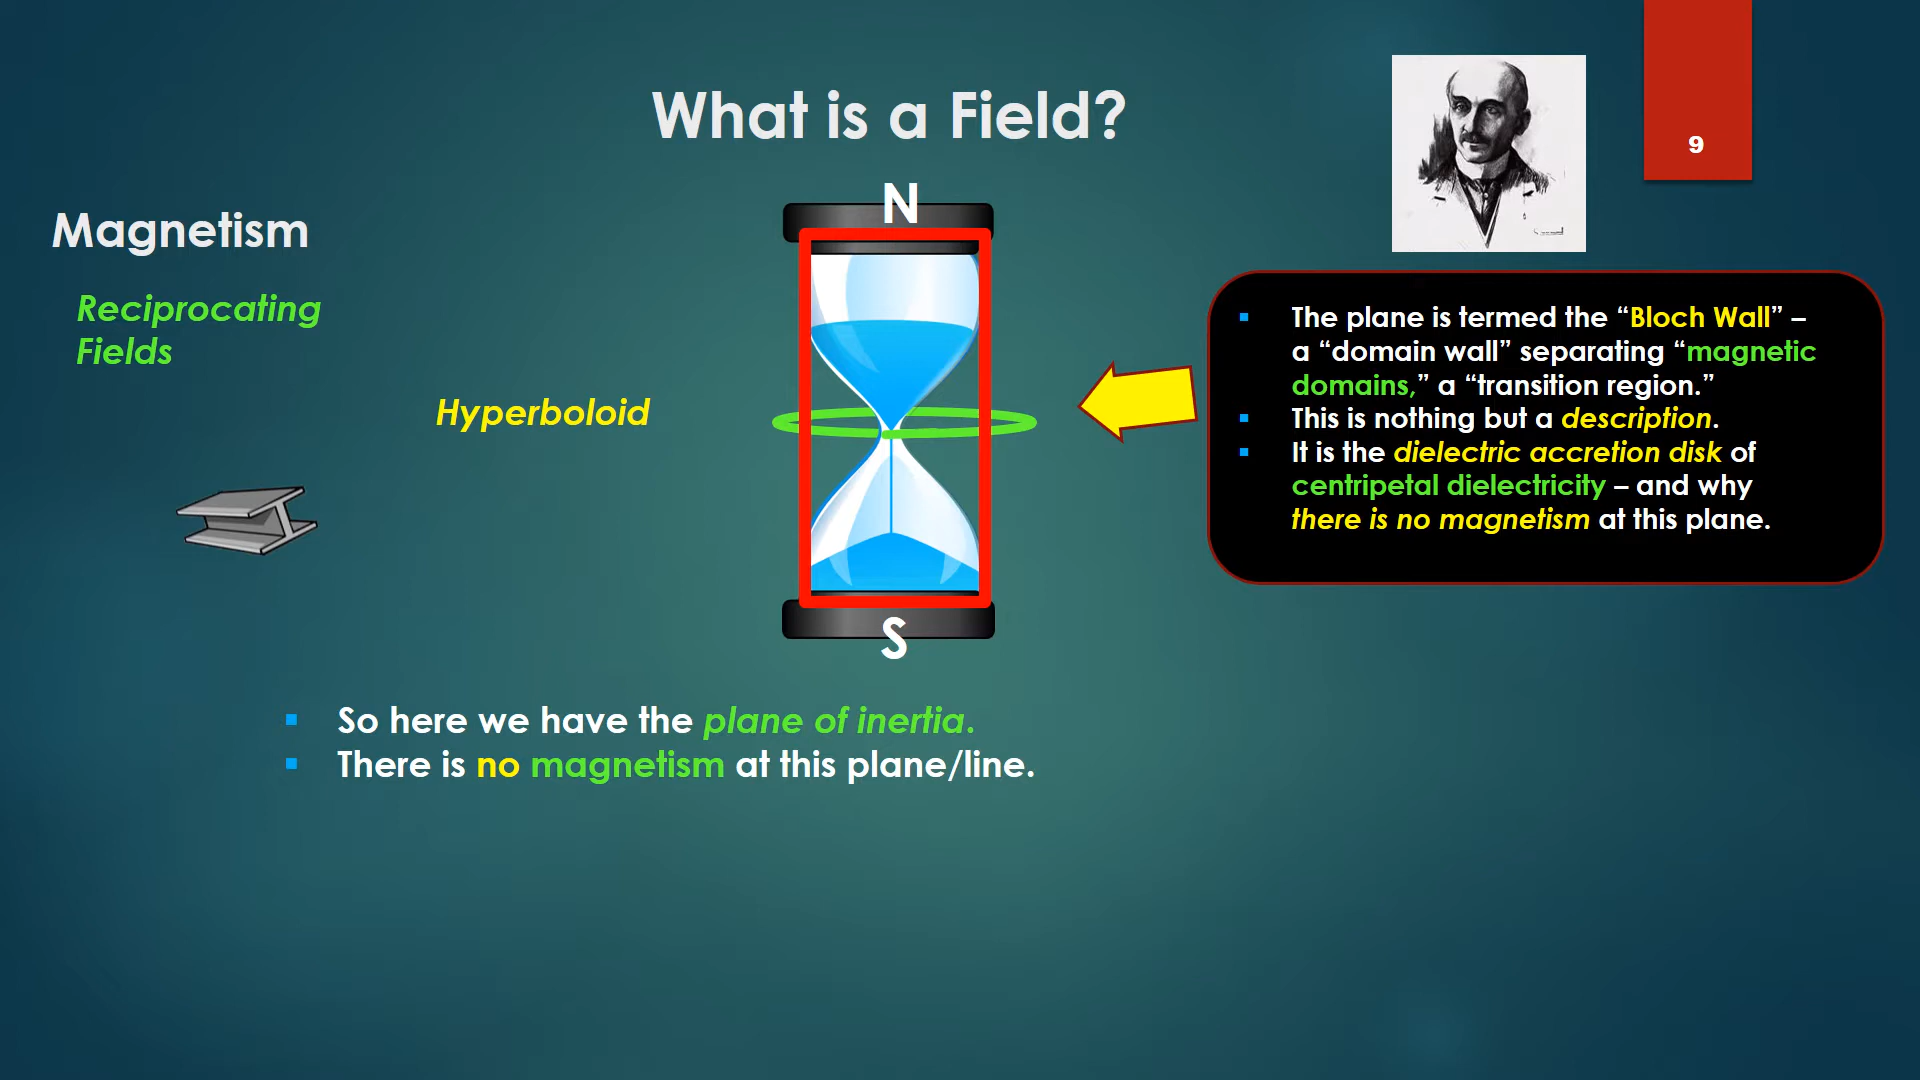 What is a Field?
9
N
Magnetism
Reciprocating
Fields
Hyperboloid
The plane is termed the “Bloch Wall” –
a “domain wall” separating “magnetic
domains,” a “transition region.”
This is nothing but a description.
It is the dielectric accretion disk of
centripetal dielectricity – and why
there is no magnetism at this plane.
S
So here we have the plane of inertia.
There is no magnetism at this plane/line.